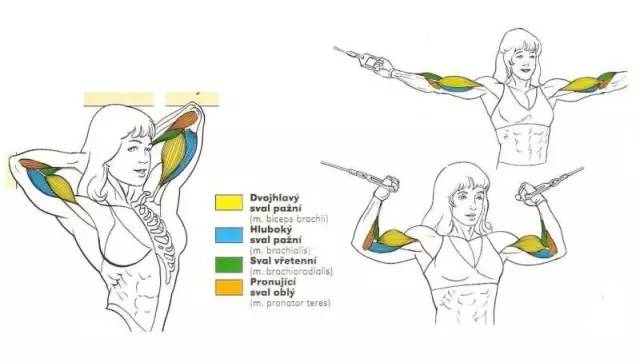 Dvojhlavý
sval pažní
(m. biceps brachii)
Hluboký
sval pažní
(m. brachialis)
Sval vřetenní
(m. brachioradialis)
Pronující
sval oblý
(m. pronator teres)